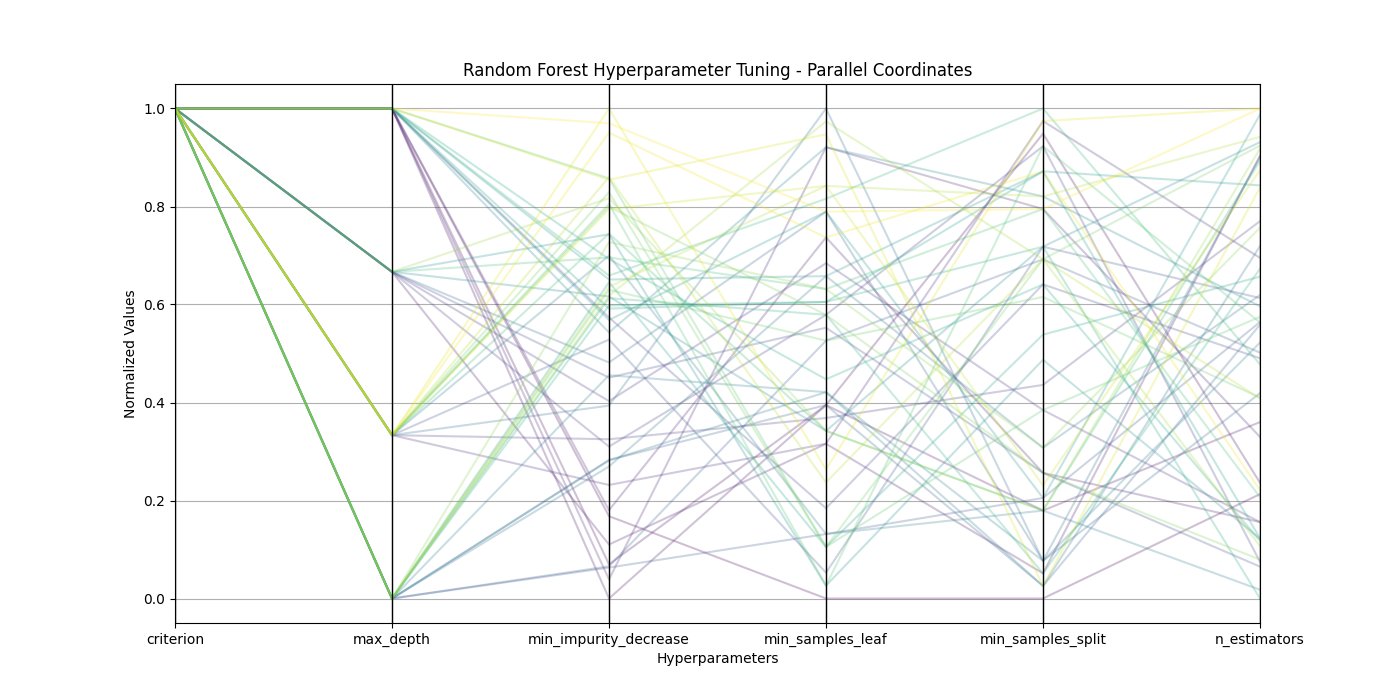 Random Forest Hyperparameter Tuning - Parallel Coordinates
1.0
0.8
0.6
0.4
0.2
0.0
Normalized Values
criterion
max_depth
min_impurity_decrease
min_samples_leaf
min_samples_split
n_estimators
Hyperparameters